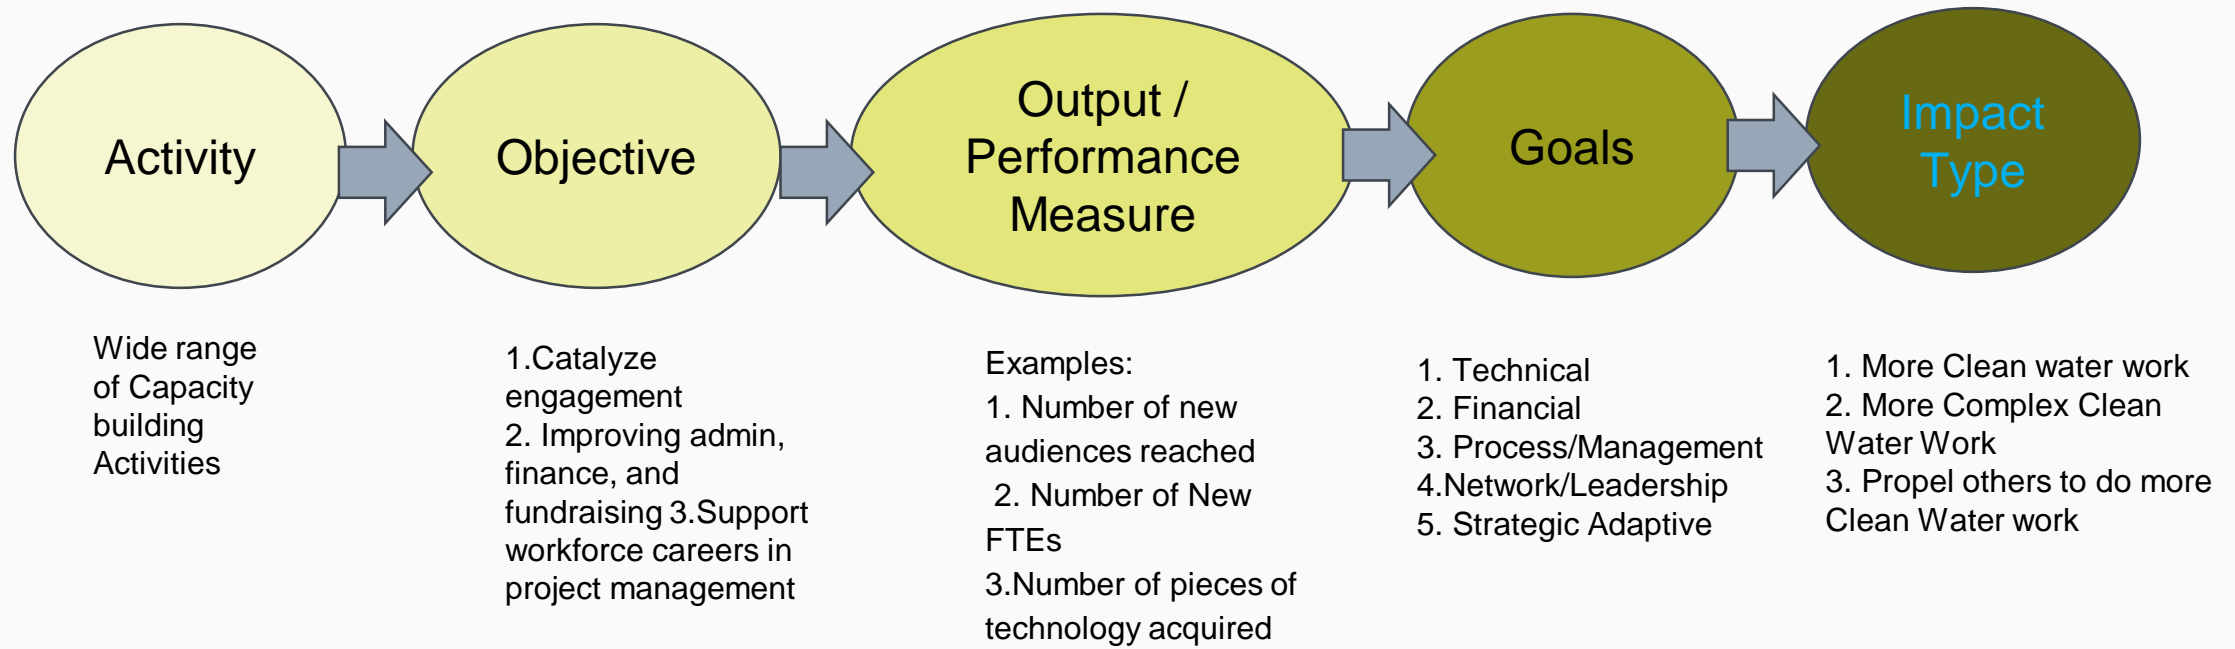 Activity
Objective
Output /
Performance
Measure
Goals
Impact
Type
Wide range
of Capacity
building
Activities
1.Catalyze
engagement
2. Improving admin,
finance, and
fundraising 3.Support
workforce careers in
project management
Examples:
1. Number of new
audiences reached
2. Number of New
FTEs
3.Number of pieces of
technology acquired
1. Technical
2. Financial
3. Process/Management
4.Network/Leadership
5. Strategic Adaptive
1. More Clean water work
2. More Complex Clean
Water Work
3. Propel others to do more
Clean Water work